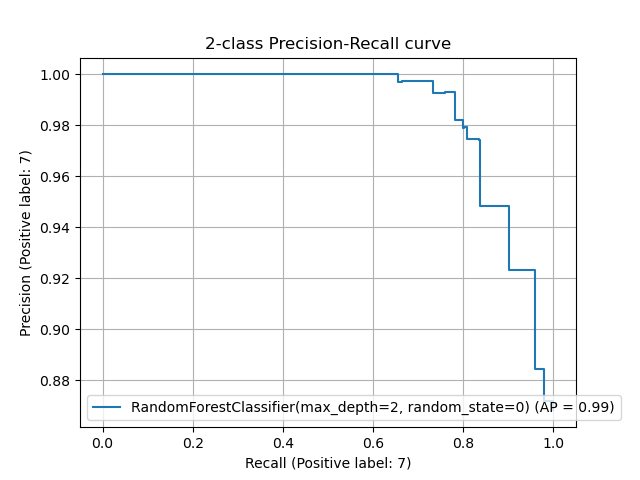 2-class Precision-Recall curve
Precision (Positive label: 7)
1.00
0.98
0.96
0.94
0.92
0.90
0.88
RandomForestClassifier(max_depth=2, random_state=0) (AP = 0.99)
0.0 0.2 0.4 0.6 0.8 1.0
Recall (Positive label: 7)